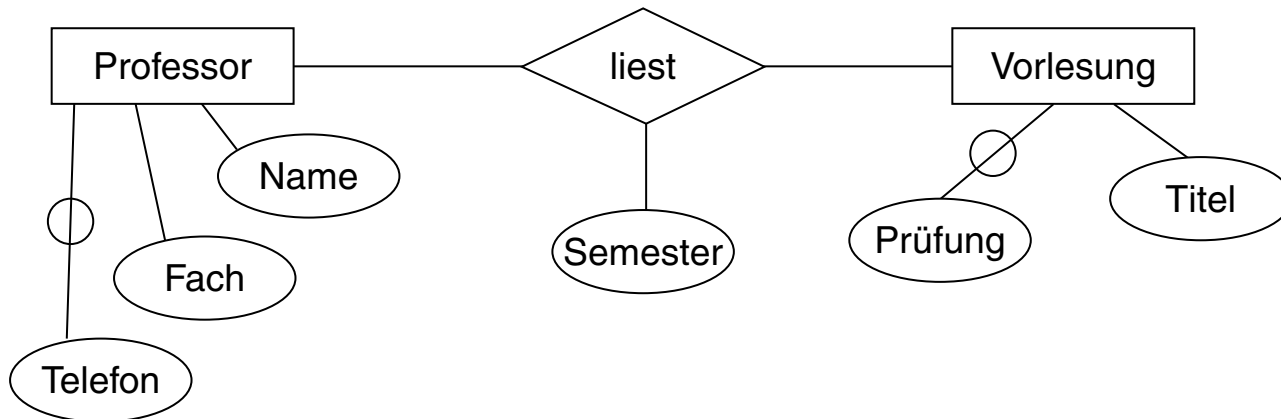 Professor
liest
Vorlesung
Name
Titel
Prüfung
Semester
Fach
Telefon